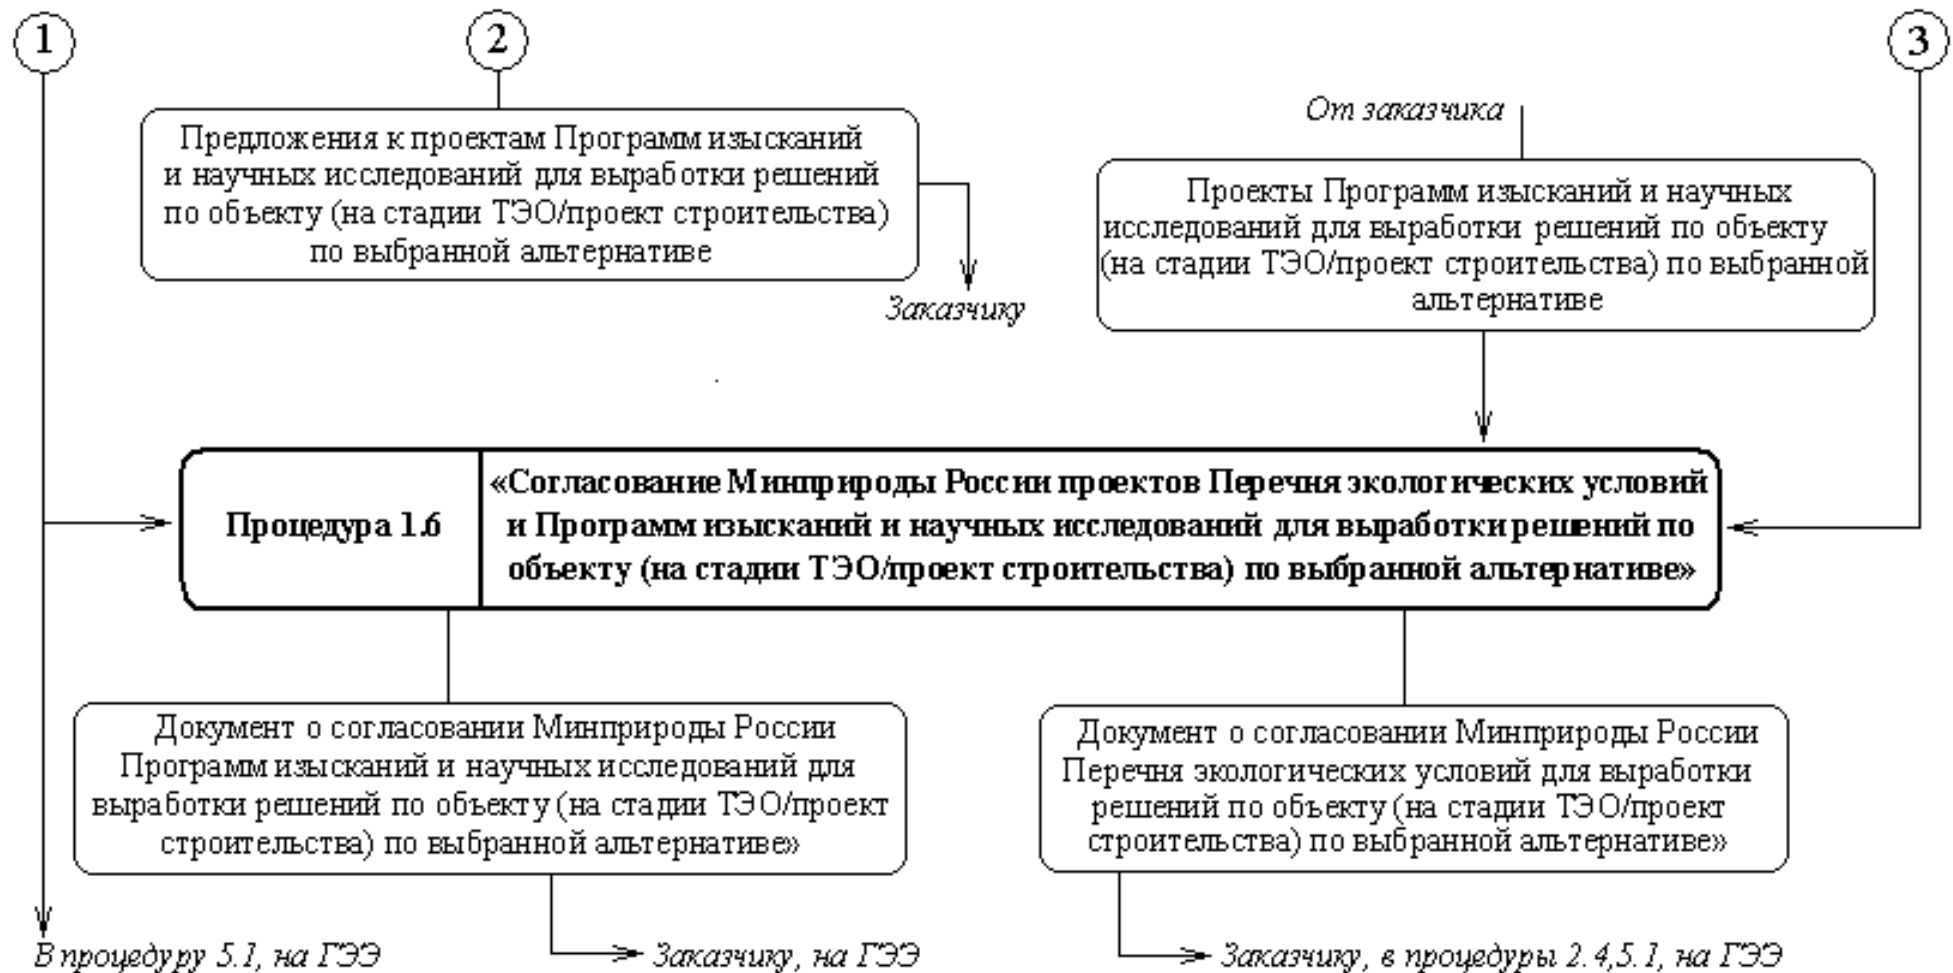 1
2
3
Предложения к проектам Программ изысканий
и научных исследований для выработки решений
по объекту (на стадии ТЭО/проект строительства)
по выбранной альтернативе
Заказчику
От заказчика
Проекты Программ изысканий и научных
исследований для выработки решений по объекту
(на стадии ТЭО/проект строительства) по выбранной
альтернативе
Процедура 1.6
«Согласование Минприроды России проектов Перечня экологических условий
и Программ изысканий и научных исследований для выработки решений по
объекту (на стадии ТЭО/проект строительства) по выбранной альтернативе»
Документ о согласовании Минприроды России
Программ изысканий и научных исследований для
выработки решений по объекту (на стадии ТЭО/проект
строительства) по выбранной альтернативе»
Документ о согласовании Минприроды России
Перечня экологических условий для выработки
решений по объекту (на стадии ТЭО/проект
строительства) по выбранной альтернативе»
В процедуру 5.1, на ГЭЭ
Заказчику, на ГЭЭ
Заказчику, в процедуры 2.4,5.1, на ГЭЭ